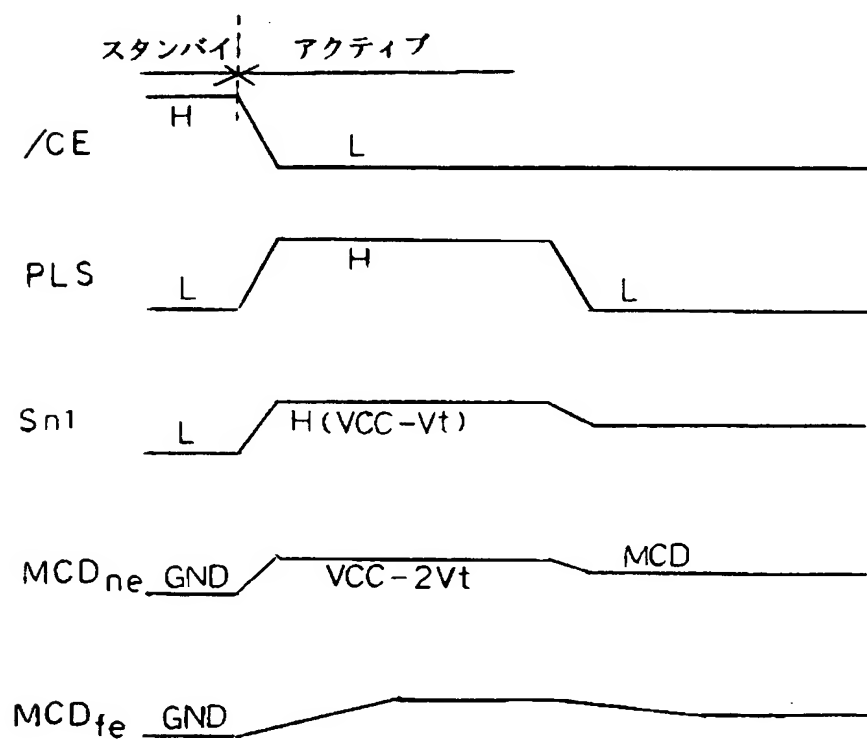 スタンバイ アクティブ
/CE H L
PLS L H L
Sn1 L H(VCC-Vt)
MCDne GND VCC-2Vt MCD
MCDfe GND